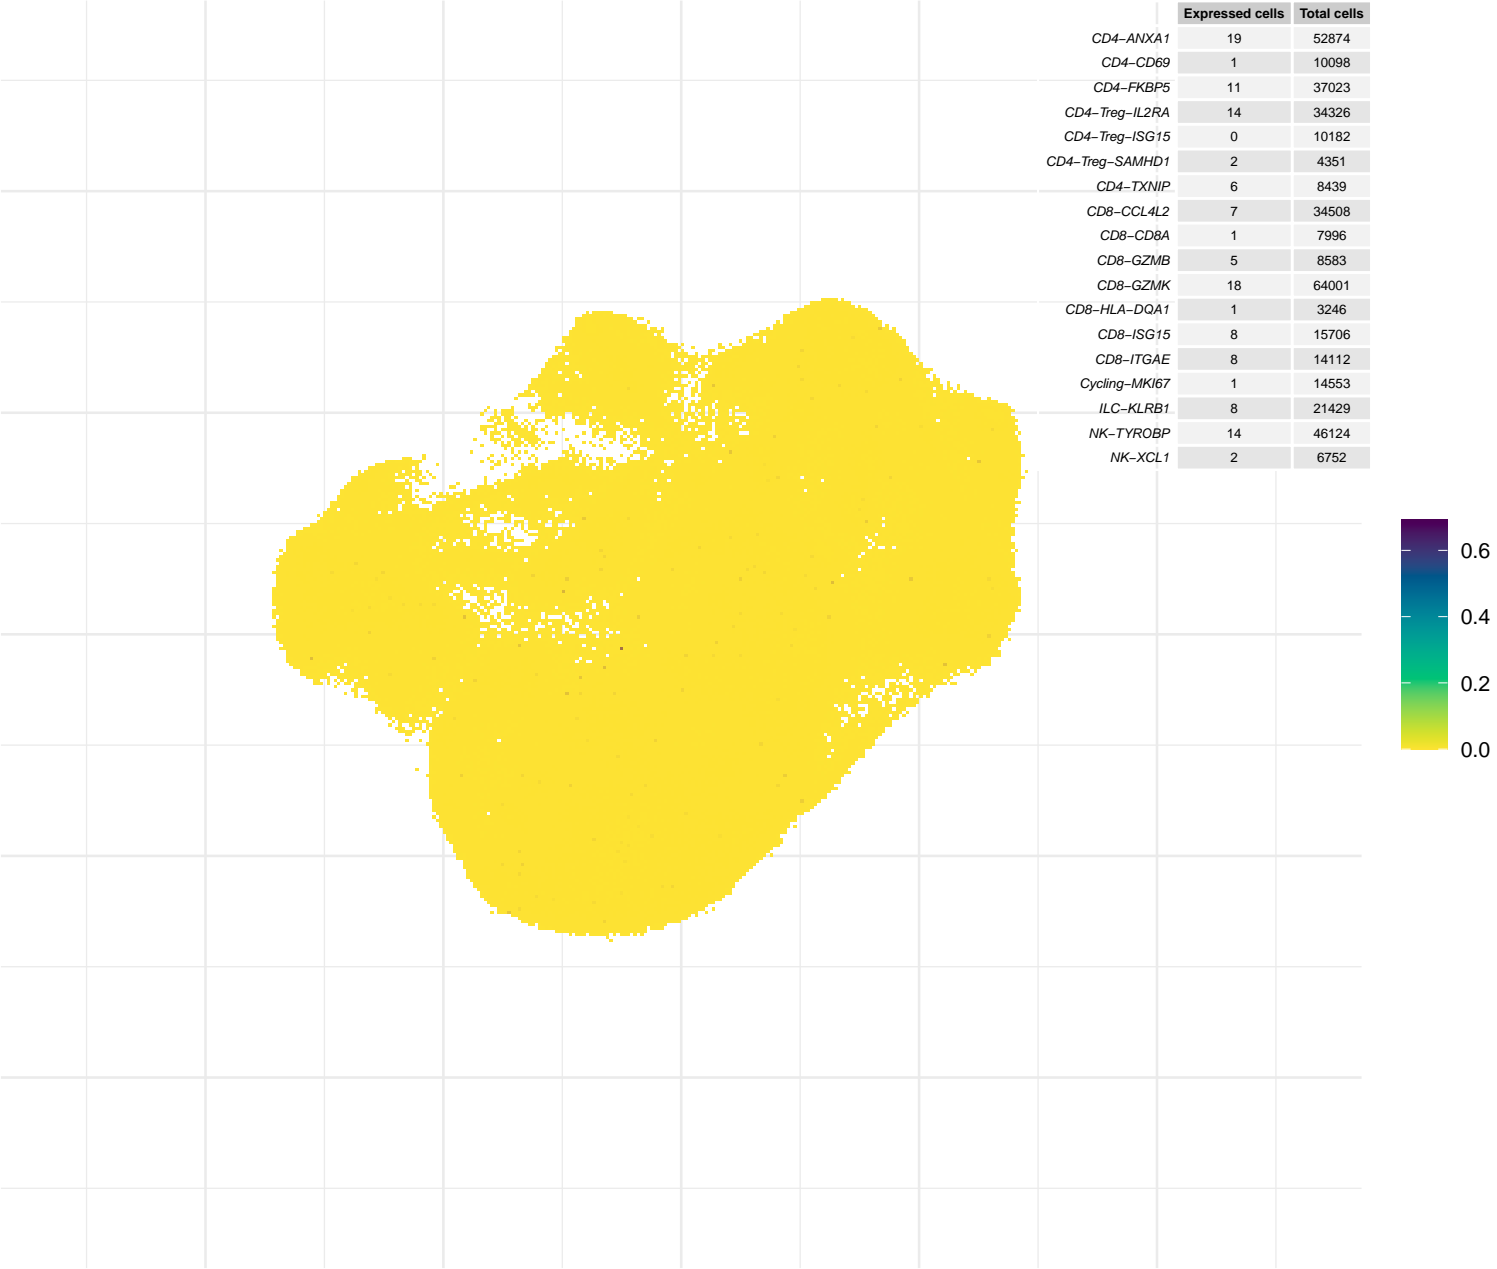 Expressed cells Total cells
CD4−ANXA1 19 52874
CD4−CD69 1 10098
CD4−FKBP5 11 37023
CD4−Treg−IL2RA 14 34326
CD4−Treg−ISG15 0 10182
CD4−Treg−SAMHD1 2 4351
CD4−TXNIP 6 8439
CD8−CCL4L2 7 34508
CD8−CD8A 1 7996
CD8−GZMB 5 8583
CD8−GZMK 18 64001
CD8−HLA−DQA1 1 3246
CD8−ISG15 8 15706
CD8−ITGAE 8 14112
Cycling−MKI67 1 14553
ILC−KLRB1 8 21429
NK−TYROBP 14 46124
NK−XCL1 2 6752
0.6
0.4
0.2
0.0